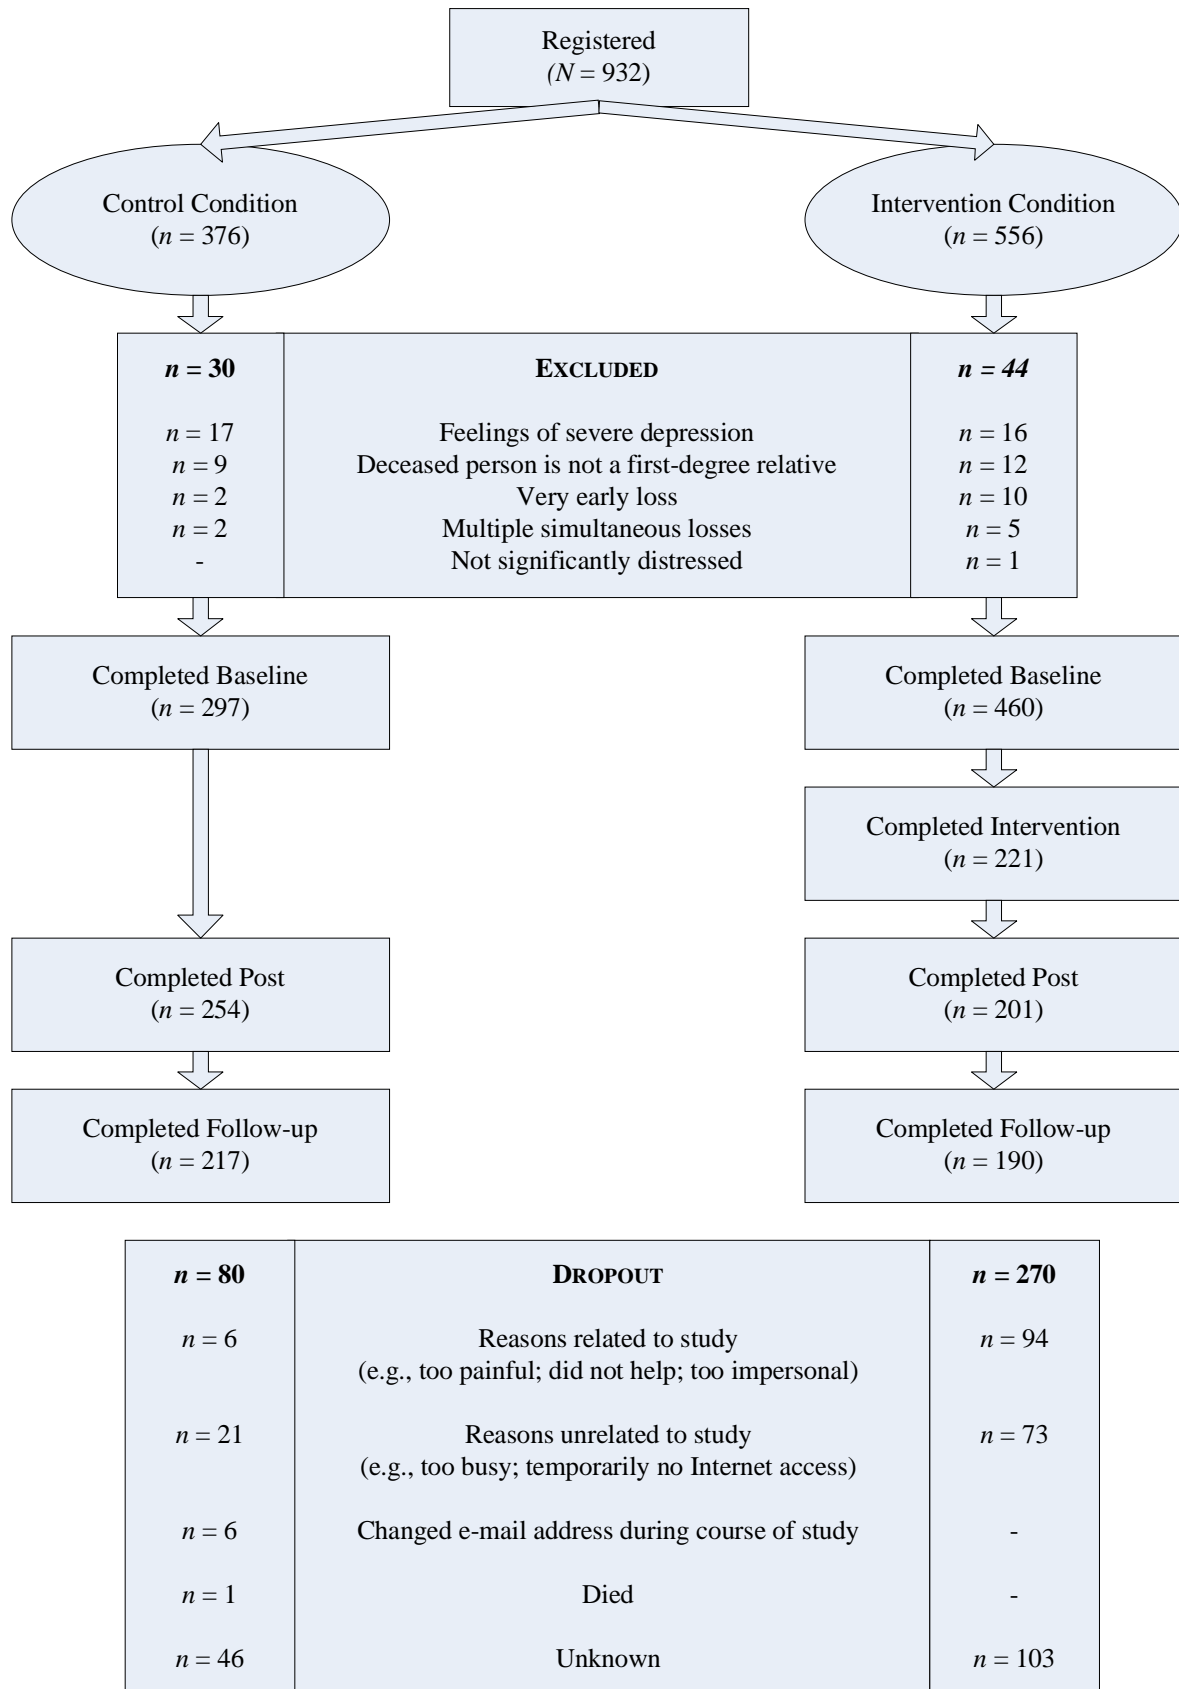 Registered
(N = 932)
Control Condition
(n = 376)
Intervention Condition
(n = 556)
n = 30 EXCLUDED n = 44
n = 17 Feelings of severe depression n = 16
n = 9 Deceased person is not a first-degree relative n = 12
n = 2 Very early loss n = 10
n = 2 Multiple simultaneous losses n = 5
- Not significantly distressed n = 1
Completed Baseline
(n = 297)
Completed Baseline
(n = 460)
Completed Intervention
(n = 221)
Completed Post
(n = 254)
Completed Post
(n = 201)
Completed Follow-up
(n = 217)
Completed Follow-up
(n = 190)
n = 80 DROPOUT n = 270
n = 6 Reasons related to study n = 94
(e.g., too painful; did not help; too impersonal)
n = 21 Reasons unrelated to study n = 73
(e.g., too busy; temporarily no Internet access)
n = 6 Changed e-mail address during course of study -
n = 1 Died -
n = 46 Unknown n = 103